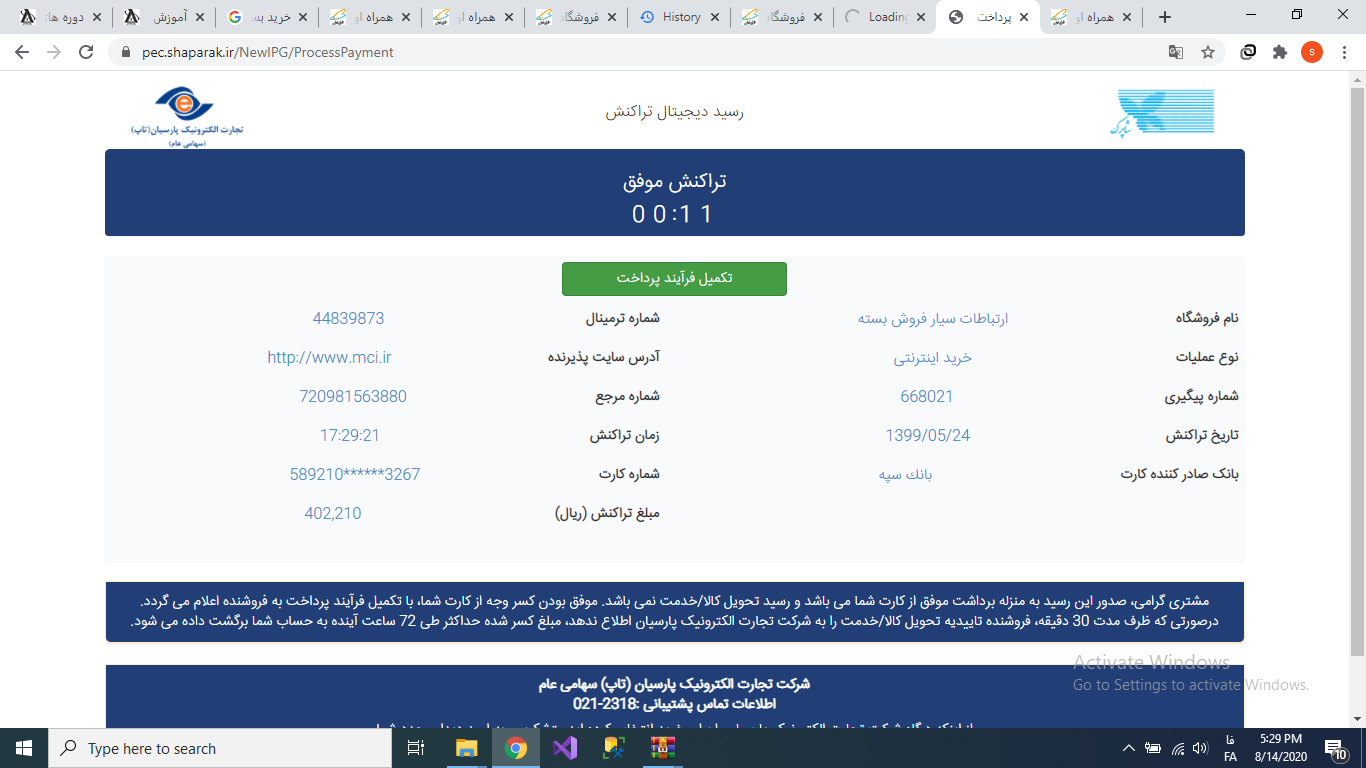 دوره های
آموزش
خرید بس
همراه او
همراه او
همراه او
فروشگاه
History
فروشگاه
Loading
پرداخت
همراه او
pec.shaparak.ir/NewIPG/ProcessPayment
S
تجارت الکترونیک پارسیان(تاپ)
(سهامی عام)
رسید دیجیتال تراکنش
شاپرک
تراکنش موفق
00:11
تکمیل فرآیند پرداخت
نام فروشگاه ارتباطات سیار فروش بسته شماره ترمینال 44839873
نوع عملیات خرید اینترنتی آدرس سایت پذیرنده http://www.mci.ir
شماره پیگیری 668021 شماره مرجع 720981563880
تاریخ تراکنش 1399/05/24 زمان تراکنش 17:29:21
بانک صادر کننده کارت بانك سپه شماره کارت 589210******3267
مبلغ تراکنش (ریال) 402,210
مشتری گرامی، صدور این رسید به منزله برداشت موفق از کارت شما می باشد و رسید تحویل کالا/خدمت نمی باشد. موفق بودن کسر وجه از کارت شما، با تکمیل فرآیند پرداخت به فروشنده اعلام می گردد.
درصورتی که ظرف مدت 30 دقیقه، فروشنده تاییدیه تحویل کالا/خدمت را به شرکت تجارت الکترونیک پارسیان اطلاع ندهد، مبلغ کسر شده حداکثر طی 72 ساعت آینده به حساب شما برگشت داده می شود.
شرکت تجارت الکترونیک پارسیان (تاپ) سهامی عام
اطلاعات تماس پشتیبانی :2318-021
Activate Windows
Go to Settings to activate Windows.
Type here to search
فا
FA
5:29 PM
8/14/2020
10